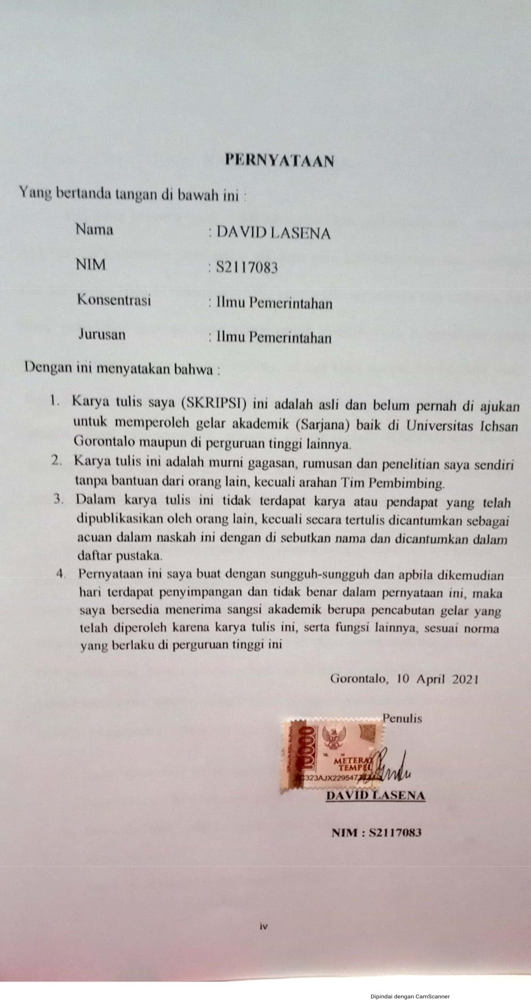 PERNYATAAN
Yang bertanda tangan di bawah ini :
Nama : DAVID LASENA
NIM : S2117083
Konsentrasi : Ilmu Pemerintahan
Jurusan : Ilmu Pemerintahan
Dengan ini menyatakan bahwa :
1. Karya tulis saya (SKRIPSI) ini adalah asli dan belum pernah di ajukan
untuk memperoleh gelar akademik (Sarjana) baik di Universitas Ichsan
Gorontalo maupun di perguruan tinggi lainnya.
2. Karya tulis ini adalah murni gagasan, rumusan dan penelitian saya sendiri
tanpa bantuan dari orang lain, kecuali arahan Tim Pembimbing.
3. Dalam karya tulis ini tidak terdapat karya atau pendapat yang telah
dipublikasikan oleh orang lain, kecuali secara tertulis dicantumkan sebagai
acuan dalam naskah ini dengan di sebutkan nama dan dicantumkan dalam
daftar pustaka.
4. Pernyataan ini saya buat dengan sungguh-sungguh dan apbila dikemudian
hari terdapat penyimpangan dan tidak benar dalam pernyataan ini, maka
saya bersedia menerima sangsi akademik berupa pencabutan gelar yang
telah diperoleh karena karya tulis ini, serta fungsi lainnya, sesuai norma
yang berlaku di perguruan tinggi ini
Gorontalo, 10 April 2021
Penulis
10000
METERAI
TEMPEL
DAVID LASENA
NIM : S2117083
iv
Dipindai dengan CamScanner